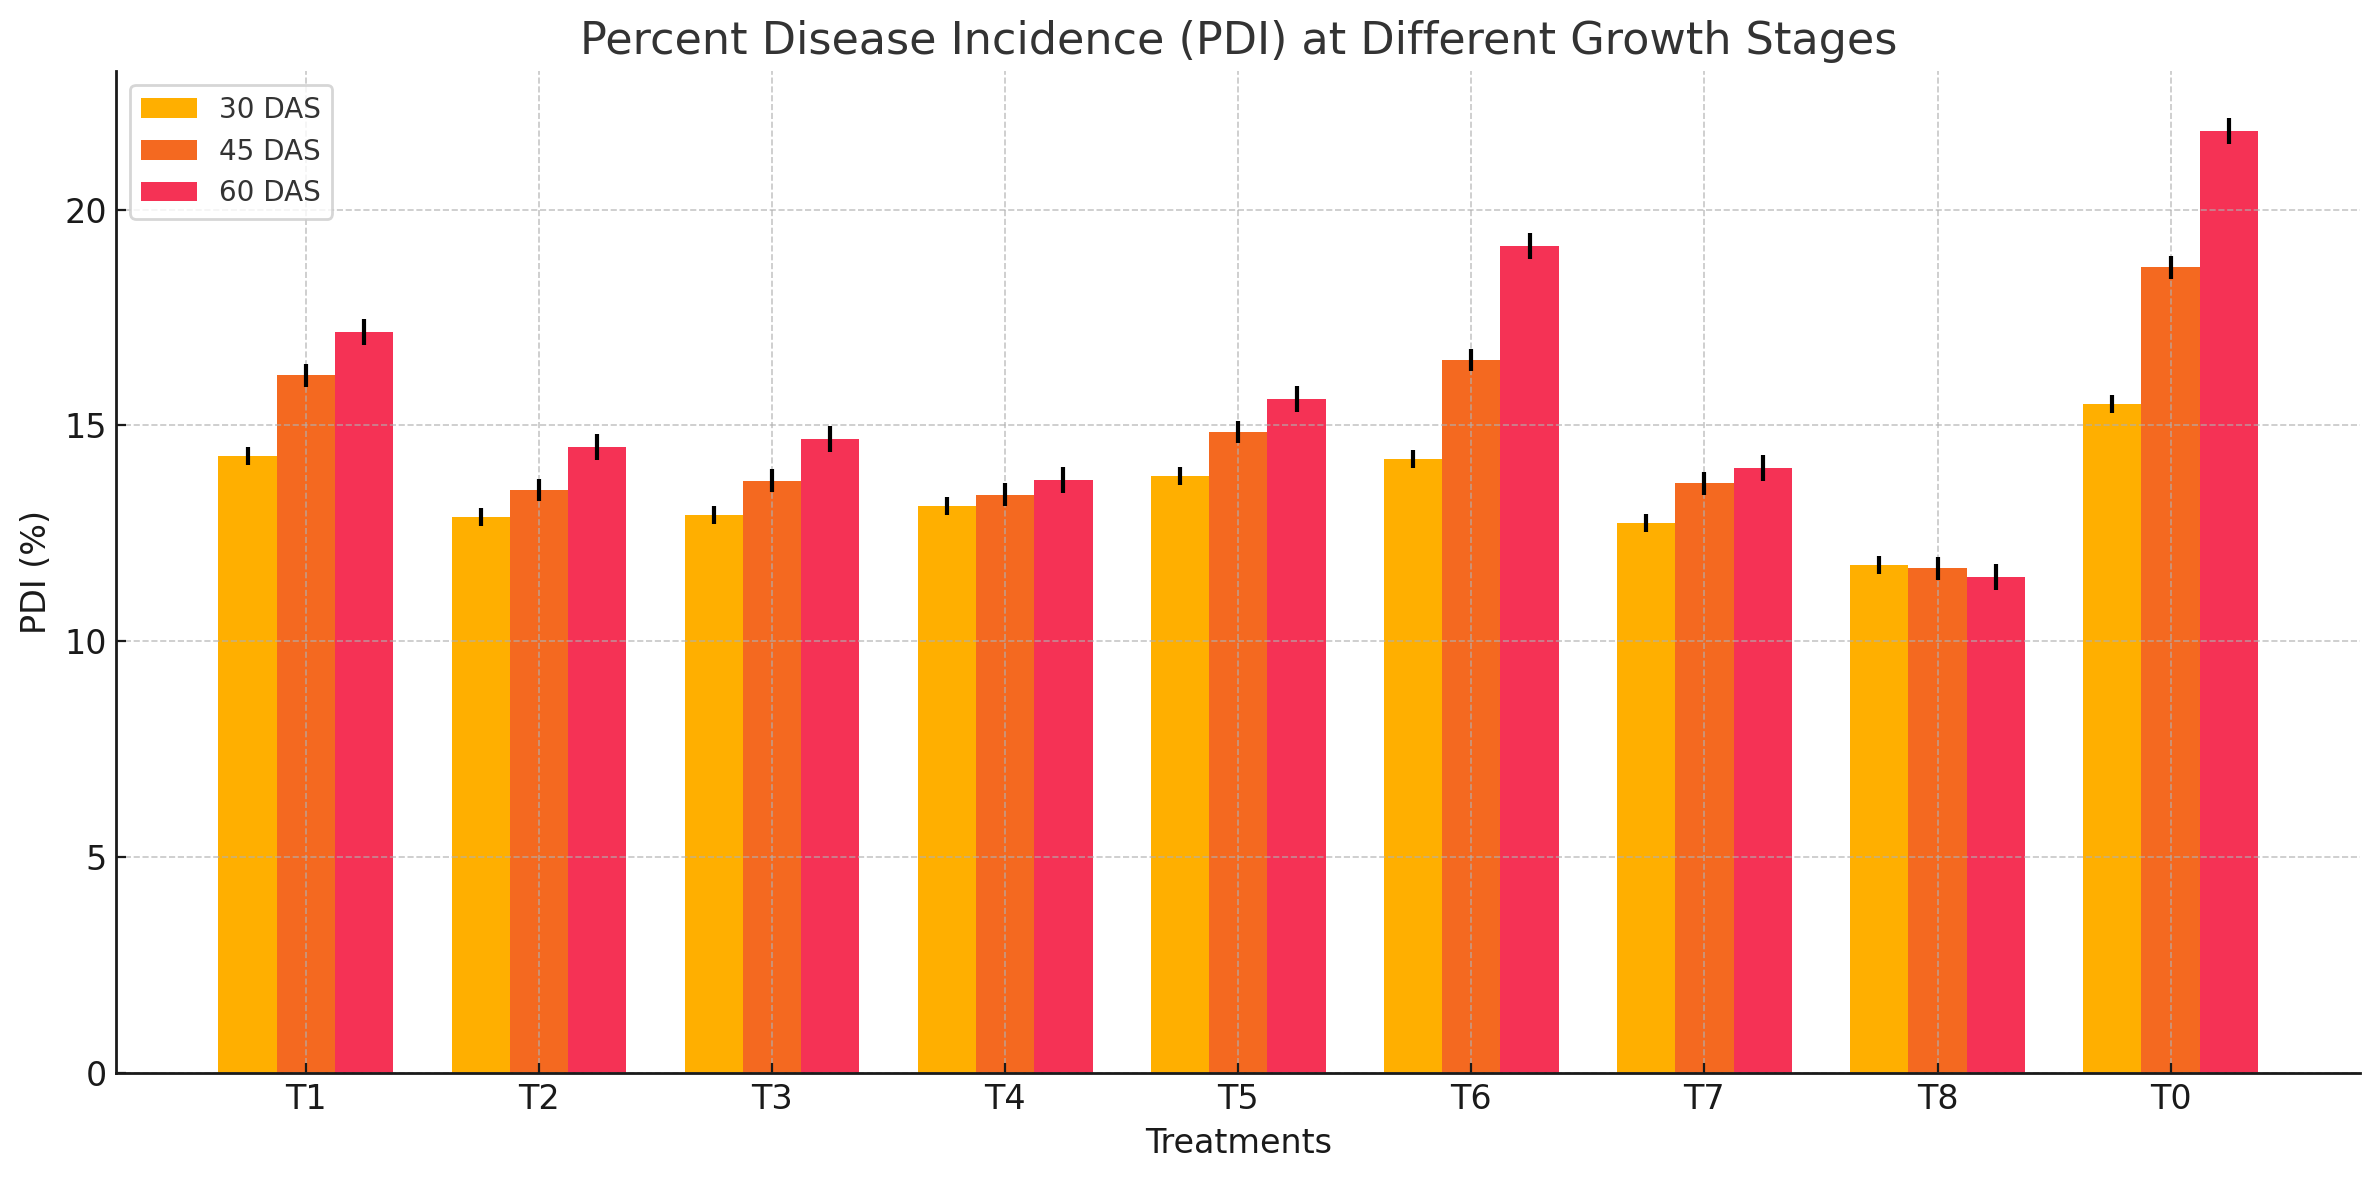 Percent Disease Incidence (PDI) at Different Growth Stages
30 DAS
45 DAS
60 DAS
PDI (%)
20
15
10
5
0
T1 T2 T3 T4 T5 T6 T7 T8 T0
Treatments